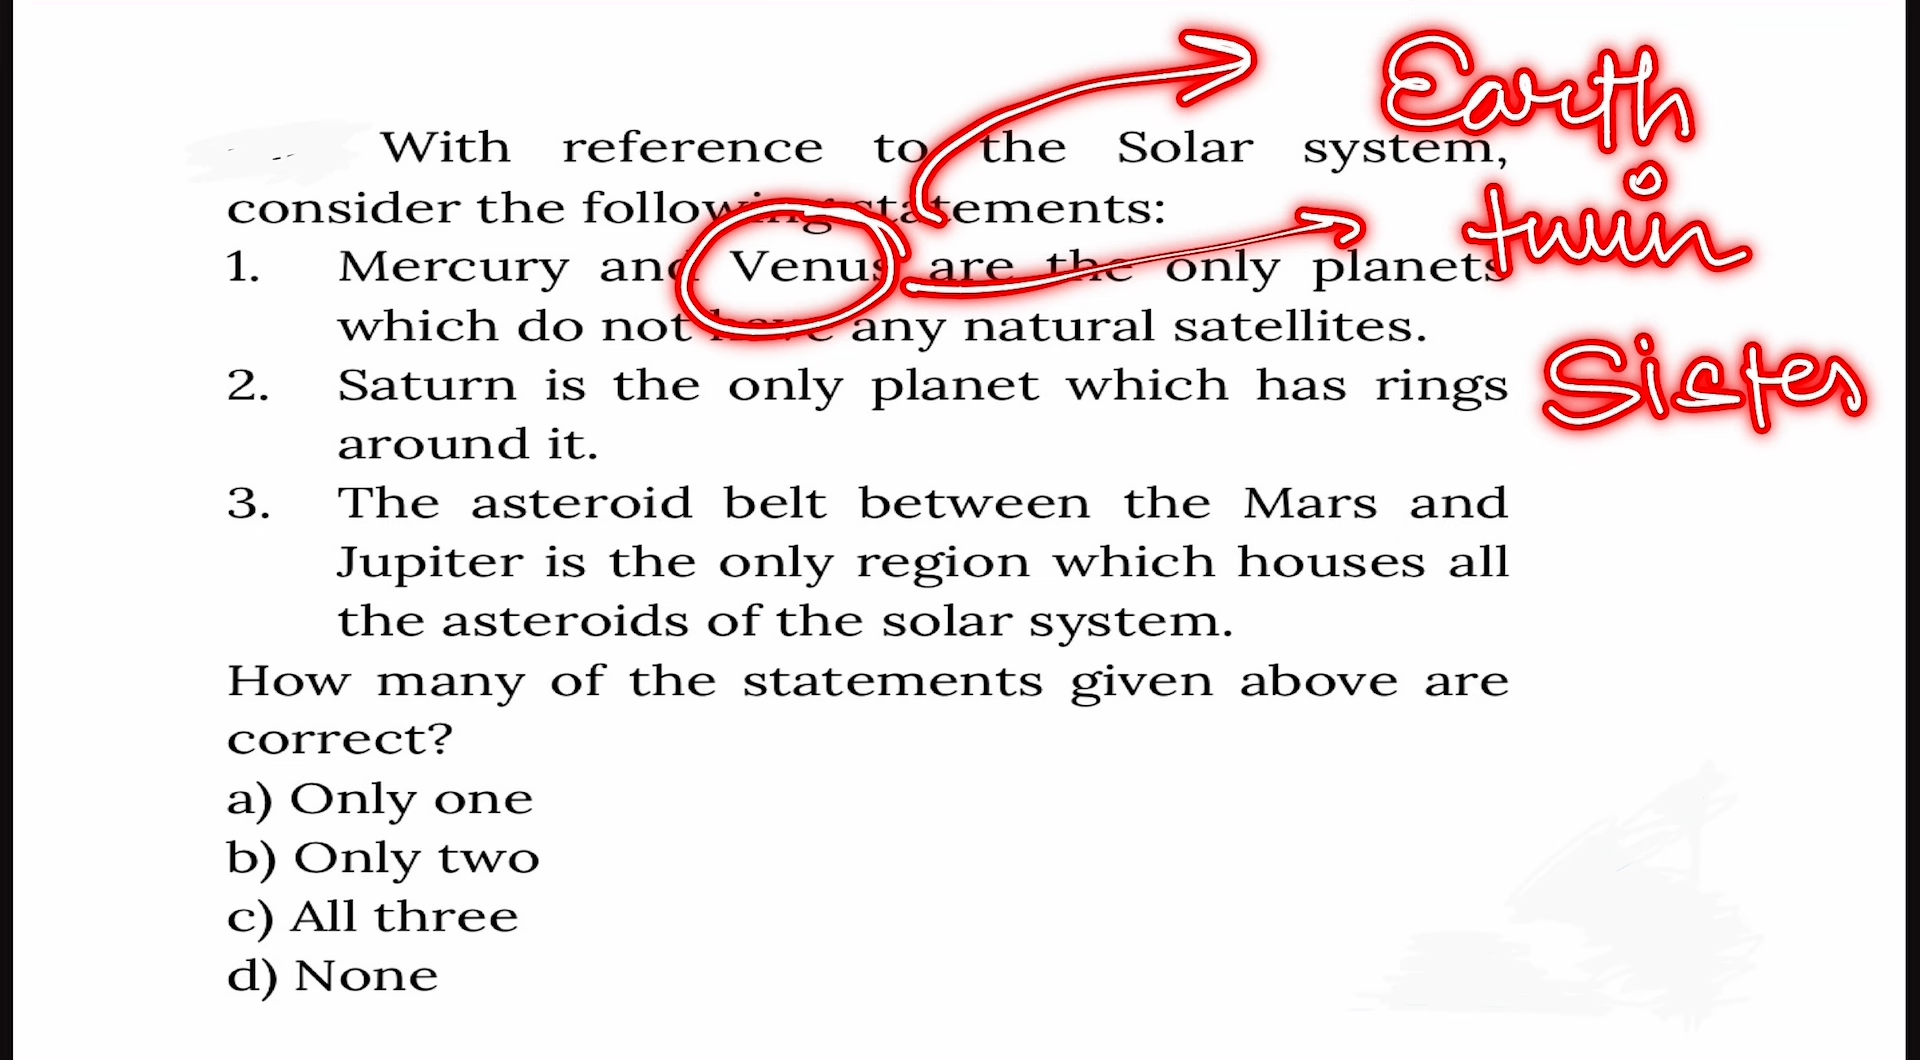 With reference to the Solar system,
consider the following statements:
1. Mercury and Venus are the only planets
which do not have any natural satellites.
2. Saturn is the only planet which has rings
around it.
3. The asteroid belt between the Mars and
Jupiter is the only region which houses all
the asteroids of the solar system.
How many of the statements given above are
correct?
a) Only one
b) Only two
c) All three
d) None
Earth
twin
Sister